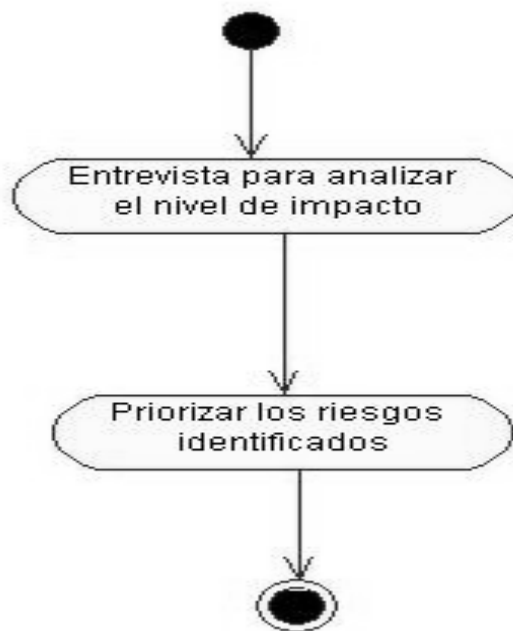 Entrevista para analizar
el nivel de impacto
Priorizar los riesgos
identificados